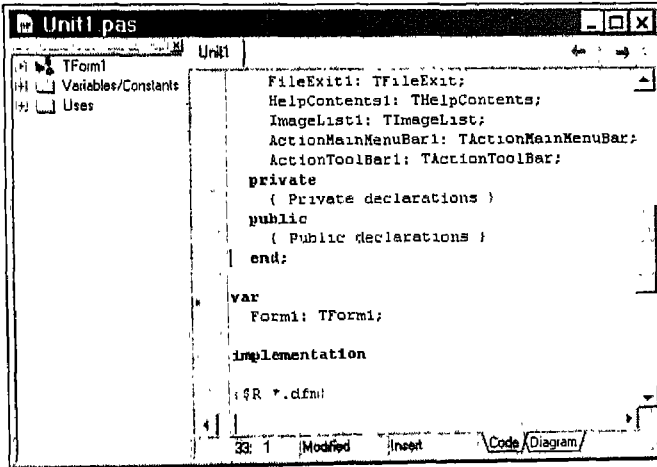 Unit1.pas
TForm1
Variables/Constants
Uses
Unit1
FileExit1: TFileExit;
HelpContents1: THelpContents;
ImageList1: TImageList;
ActionMainMenuBar1: TActionMainMenuBar;
ActionToolBar1: TActionToolBar;
private
{ Private declarations }
public
{ Public declarations }
end;
var
Form1: TForm1;
implementation
{$R *.dfm}
33: 1 Modified Insert Code Diagram